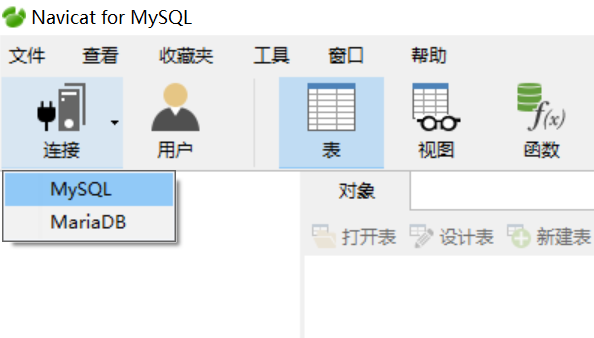 Navicat for MySQL
文件 查看 收藏夹 工具 窗口 帮助
连接 用户 表 视图 f(x) 函数
MySQL
MariaDB
对象
打开表 设计表 新建表